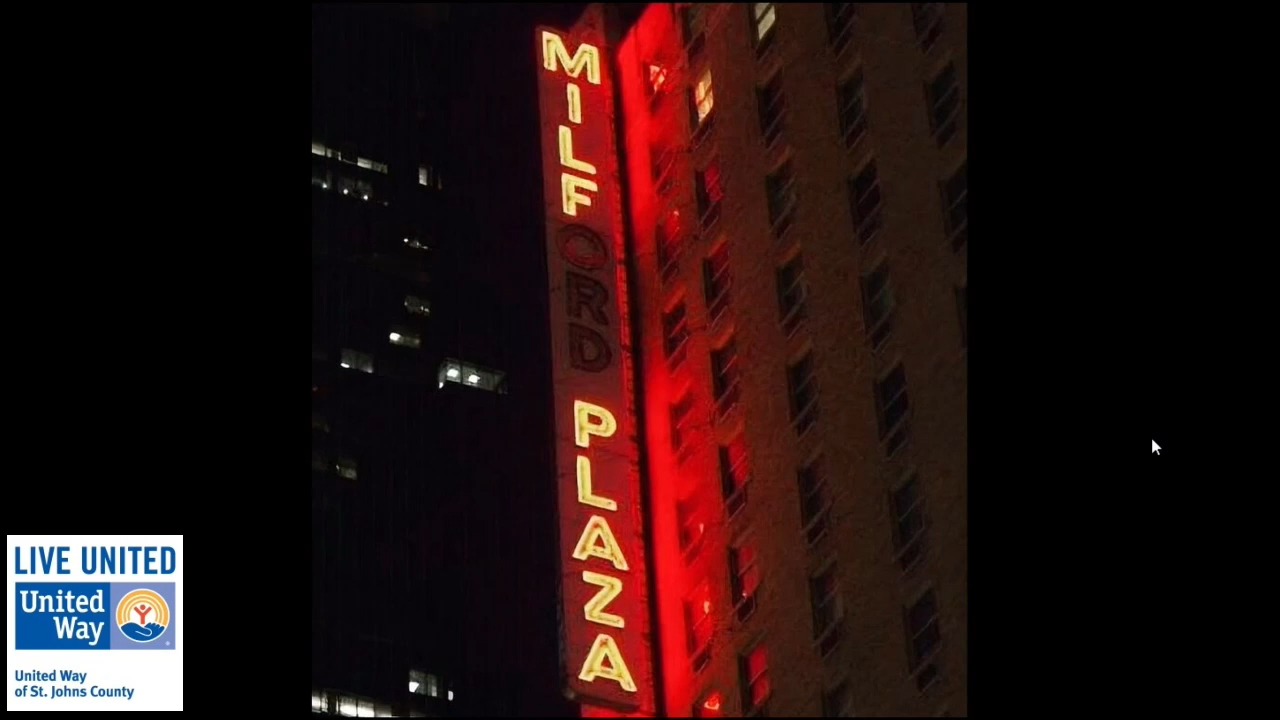 MILFORD PLAZA
LIVE UNITED
United
Way
United Way
of St. Johns County